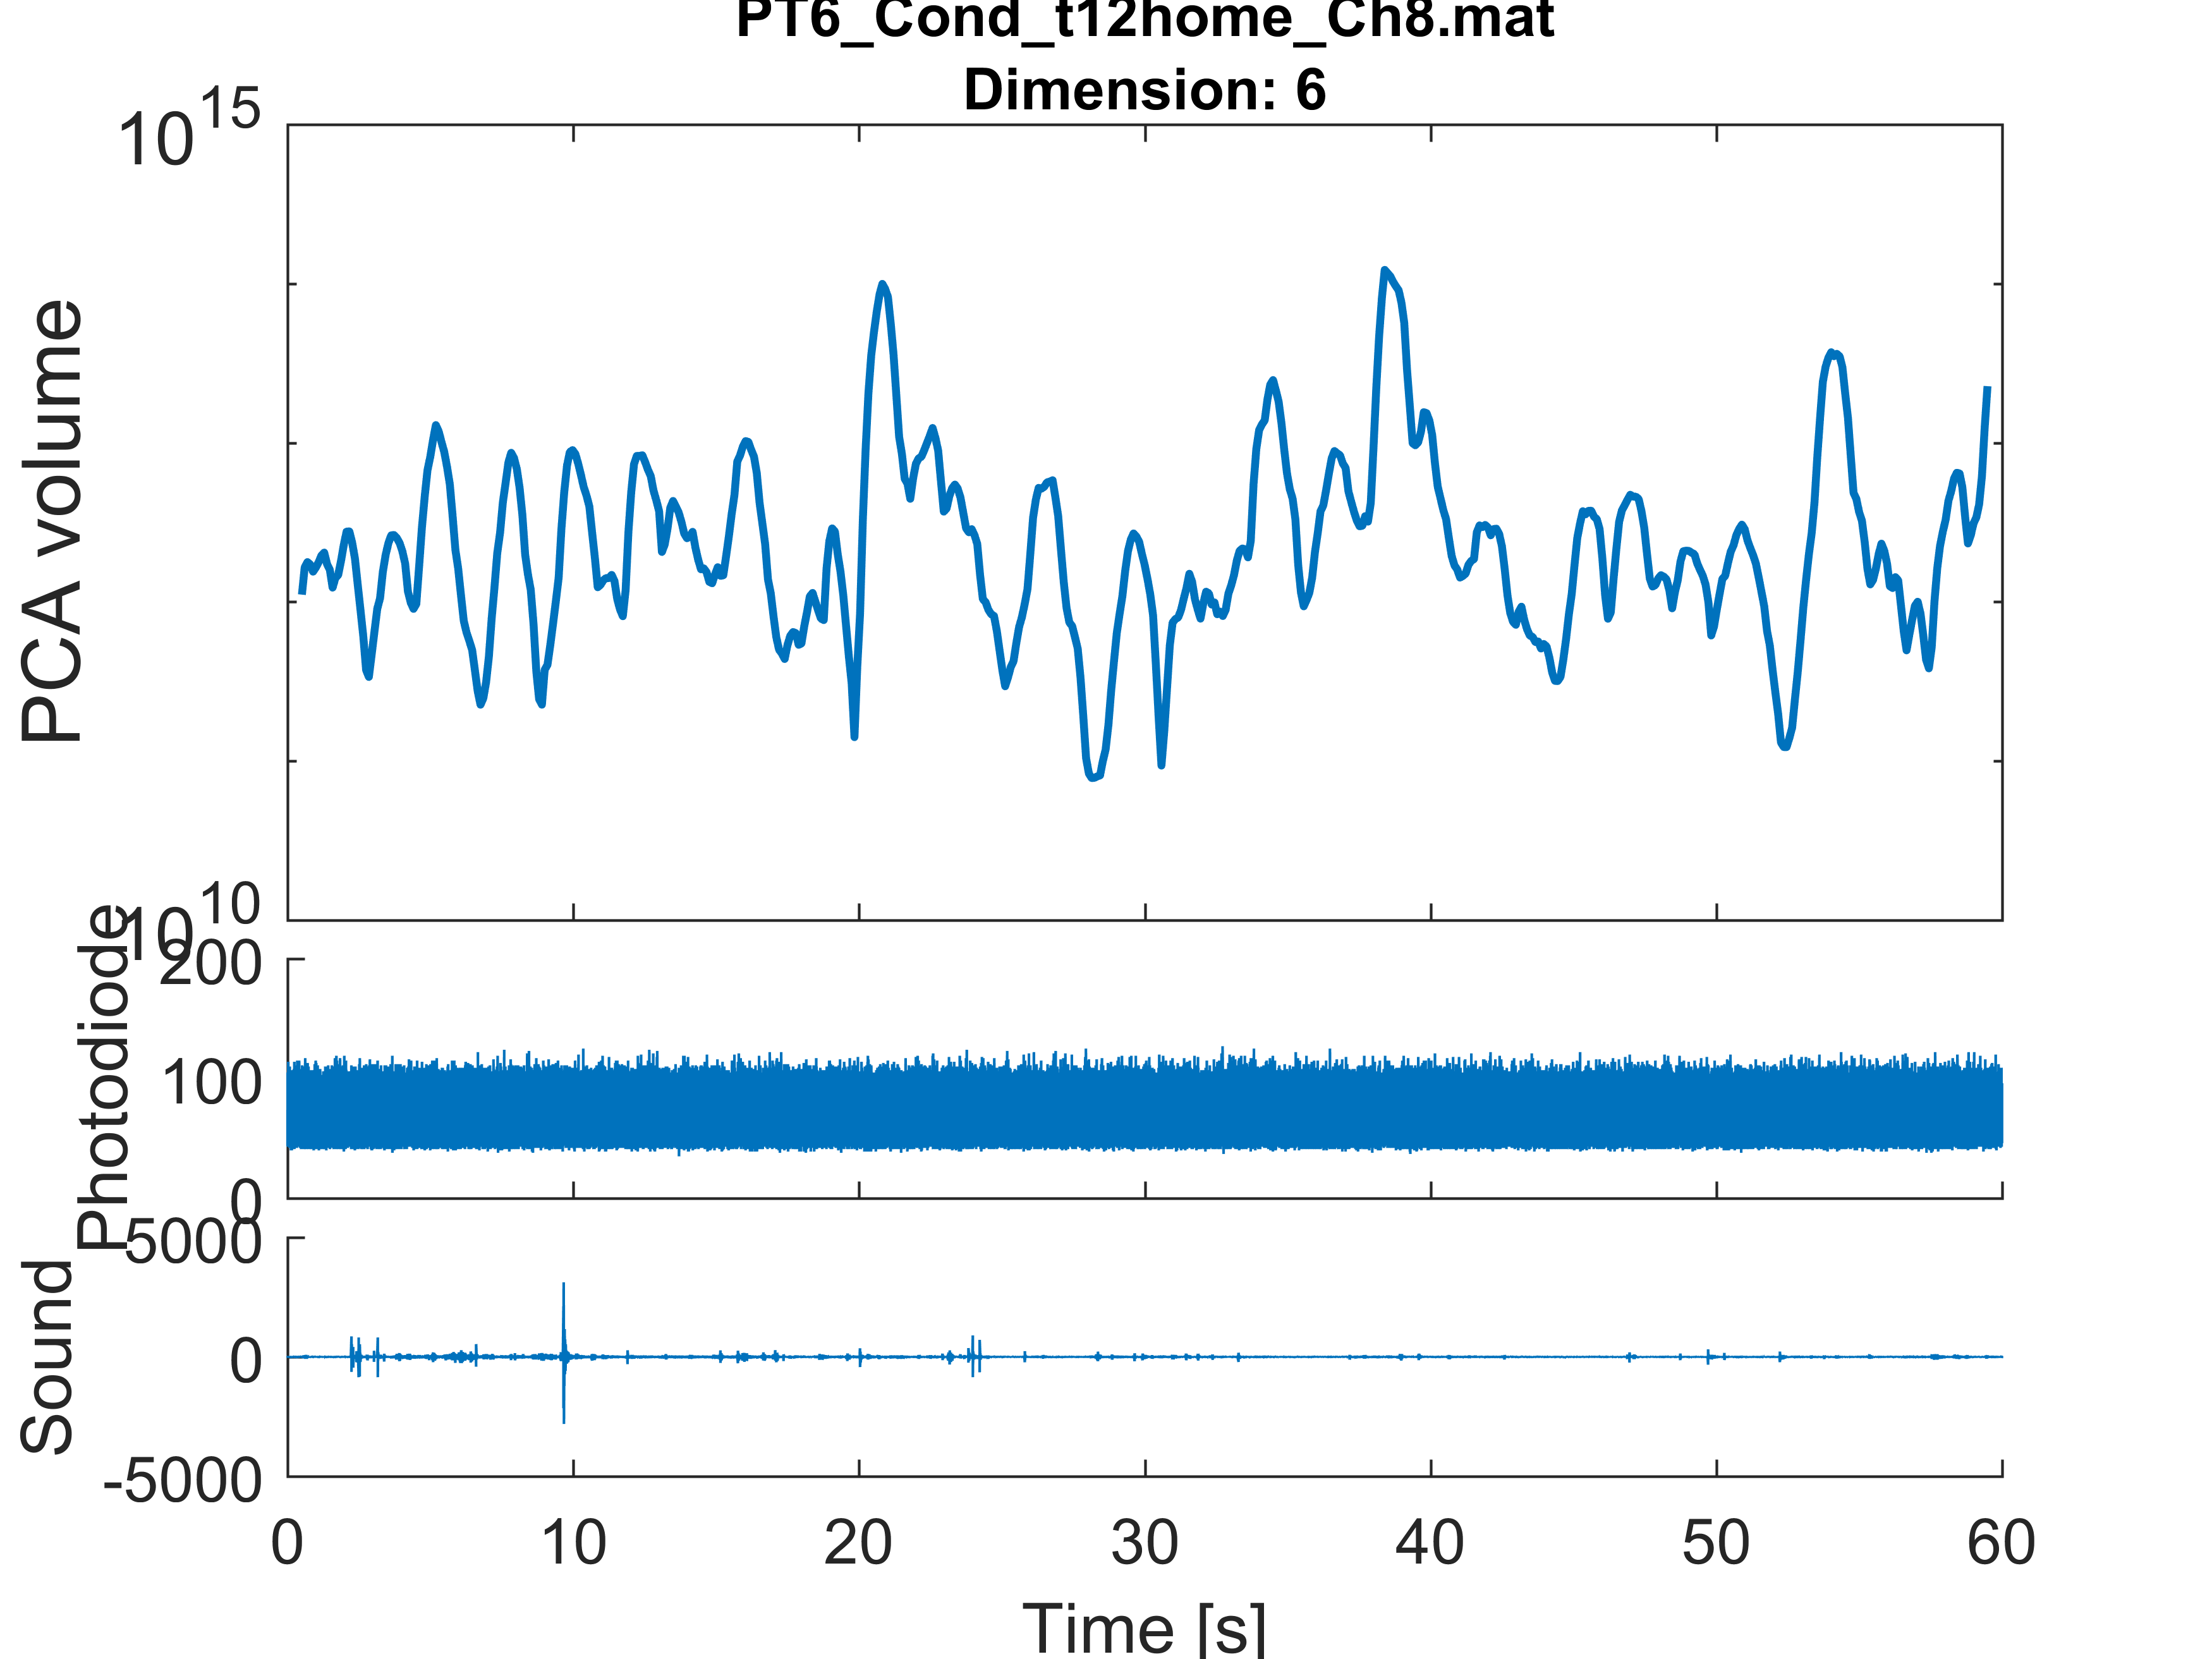 PT6_Cond_t12home_Ch8.mat
Dimension: 6
10^15
PCA volume
10^10
200
Photodiode
100
0
5000
Sound
0
-5000
0 10 20 30 40 50 60
Time [s]